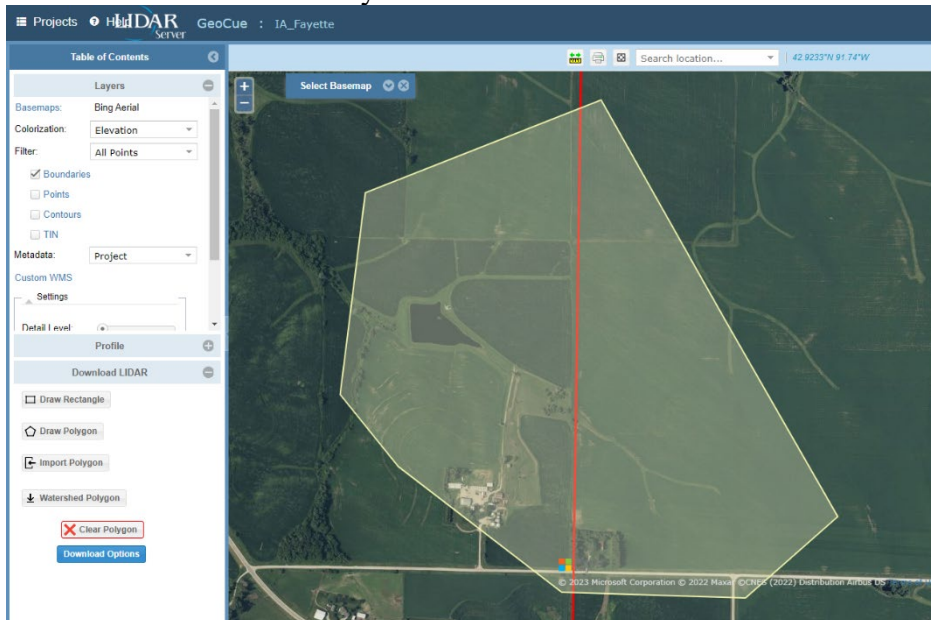 Projects Help LIDAR Server GeoCue : IA_Fayette
Table of Contents
Search location... 42.9233°N 91.74°W
Layers
Select Basemap
Basemaps: Bing Aerial
Colorization: Elevation
Filter: All Points
Boundaries
Points
Contours
TIN
Metadata: Project
Custom WMS
Settings
Detail Level:
Profile
Download LIDAR
Draw Rectangle
Draw Polygon
Import Polygon
Watershed Polygon
Clear Polygon
Download Options
© 2023 Microsoft Corporation © 2022 Maxar ©CNES (2022) Distribution Airbus DS